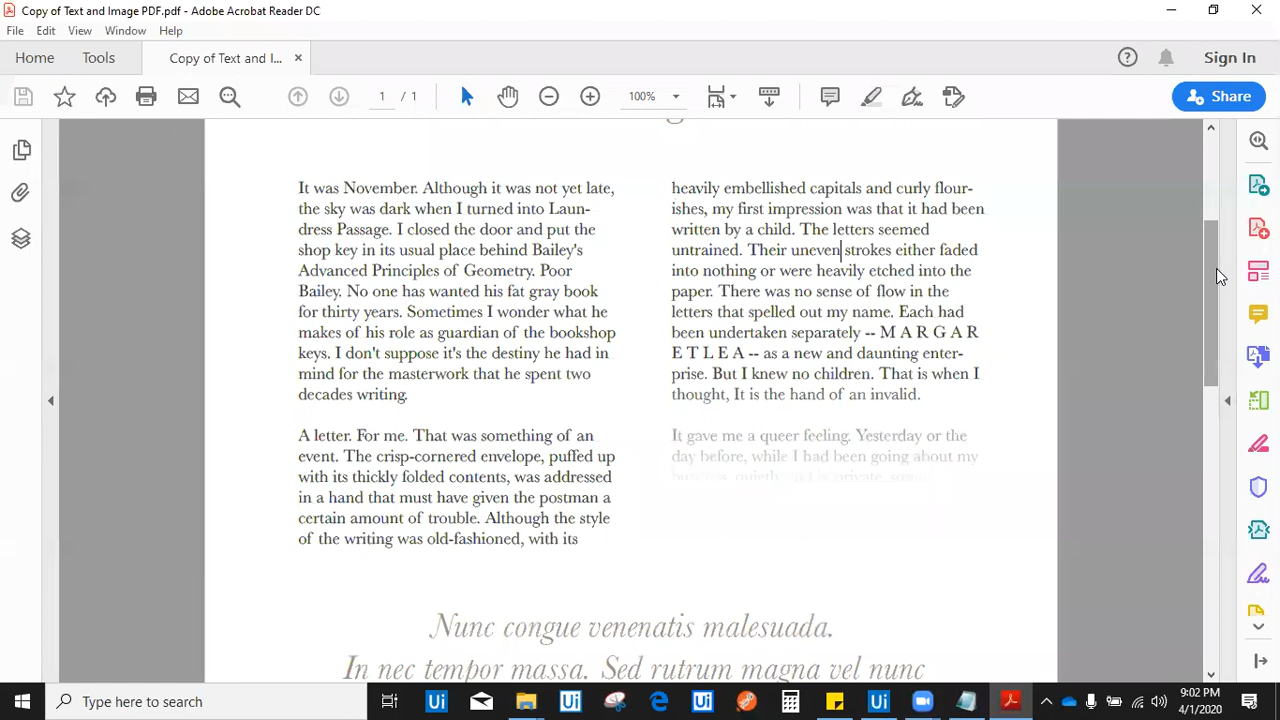 Copy of Text and Image PDF.pdf - Adobe Acrobat Reader DC
File Edit View Window Help
Home Tools Copy of Text and I... × Sign In
1 / 1 100% Share
It was November. Although it was not yet late,
the sky was dark when I turned into Laun-
dress Passage. I closed the door and put the
shop key in its usual place behind Bailey's
Advanced Principles of Geometry. Poor
Bailey. No one has wanted his fat gray book
for thirty years. Sometimes I wonder what he
makes of his role as guardian of the bookshop
keys. I don't suppose it's the destiny he had in
mind for the masterwork that he spent two
decades writing.
A letter. For me. That was something of an
event. The crisp-cornered envelope, puffed up
with its thickly folded contents, was addressed
in a hand that must have given the postman a
certain amount of trouble. Although the style
of the writing was old-fashioned, with its
heavily embellished capitals and curly flour-
ishes, my first impression was that it had been
written by a child. The letters seemed
untrained. Their uneven strokes either faded
into nothing or were heavily etched into the
paper. There was no sense of flow in the
letters that spelled out my name. Each had
been undertaken separately -- M A R G A R
E T L E A -- as a new and daunting enter-
prise. But I knew no children. That is when I
thought, It is the hand of an invalid.
It gave me a queer feeling. Yesterday or the
day before, while I had been going about my
Nunc congue venenatis malesuada.
In nec tempor massa. Sed rutrum magna vel nunc
Type here to search
9:02 PM
4/1/2020